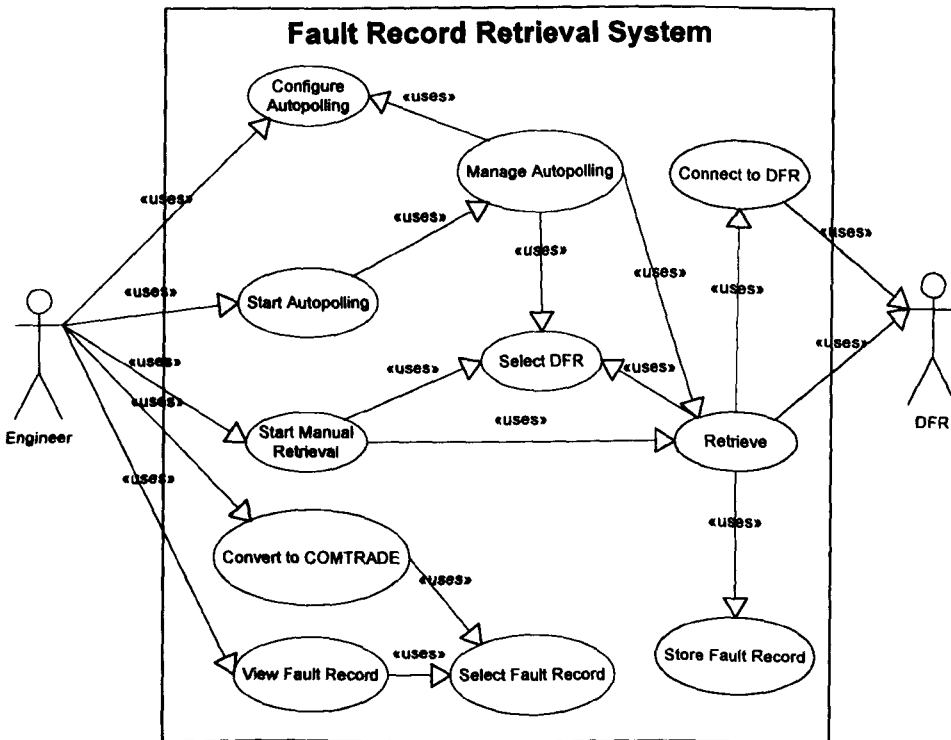 Fault Record Retrieval System
Configure
Autopolling
«uses»
Manage Autopolling
Connect to DFR
«uses»
«uses»
«uses»
«uses»
«uses»
«uses»
Start Autopolling
«uses»
«uses»
Select DFR
«uses»
«uses»
«uses»
«uses»
«uses»
Engineer
Start Manual
Retrieval
«uses»
Retrieve
DFR
«uses»
«uses»
Convert to COMTRADE
«uses»
View Fault Record
«uses»
Select Fault Record
Store Fault Record